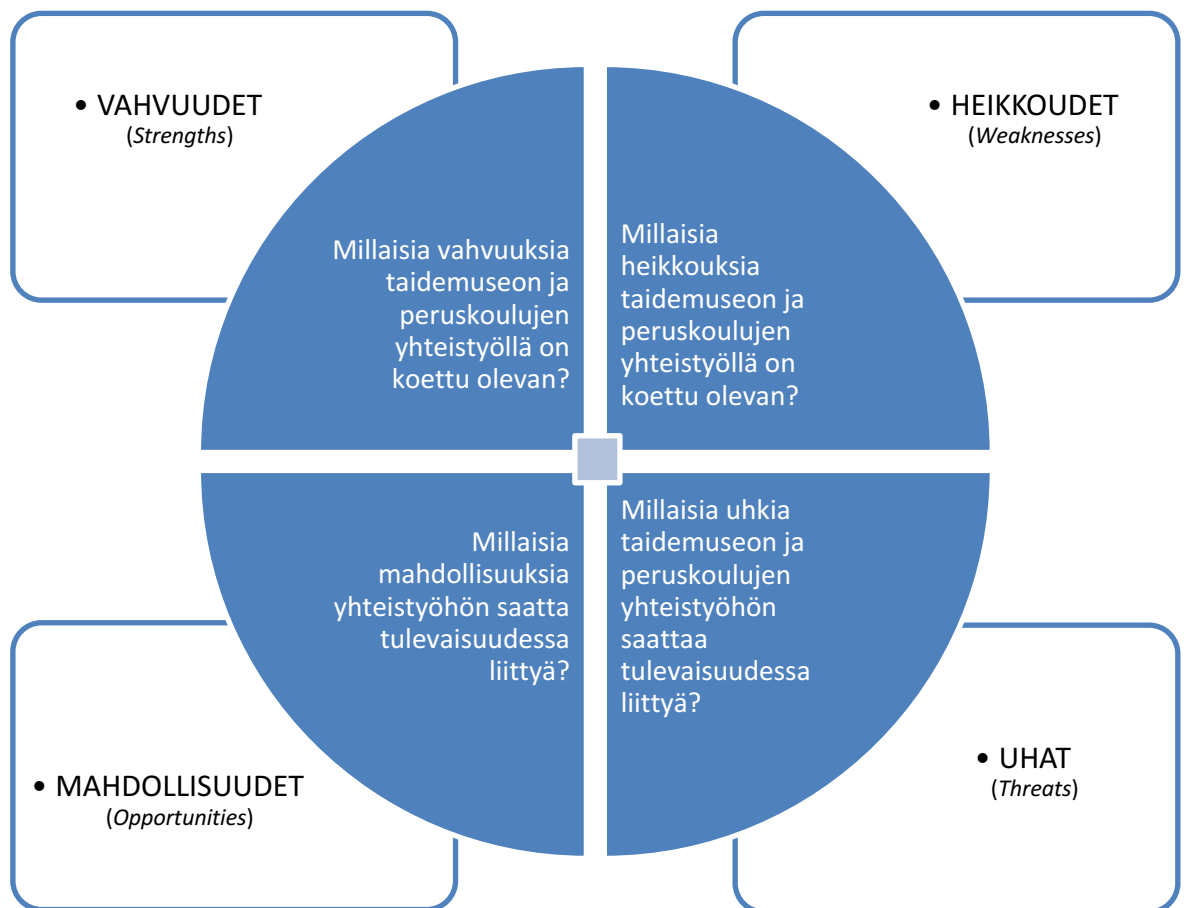 • VAHVUUDET
(Strengths)
• HEIKKOUDET
(Weaknesses)
Millaisia vahvuuksia
taidemuseon ja
peruskoulujen
yhteistyöllä on
koettu olevan?
Millaisia
heikkouksia
taidemuseon ja
peruskoulujen
yhteistyöllä on
koettu olevan?
Millaisia
mahdollisuuksia
yhteistyöhön saatta
tulevaisuudessa
liittyä?
Millaisia uhkia
taidemuseon ja
peruskoulujen
yhteistyöhön
saattaa
tulevaisuudessa
liittyä?
• MAHDOLLISUUDET
(Opportunities)
• UHAT
(Threats)